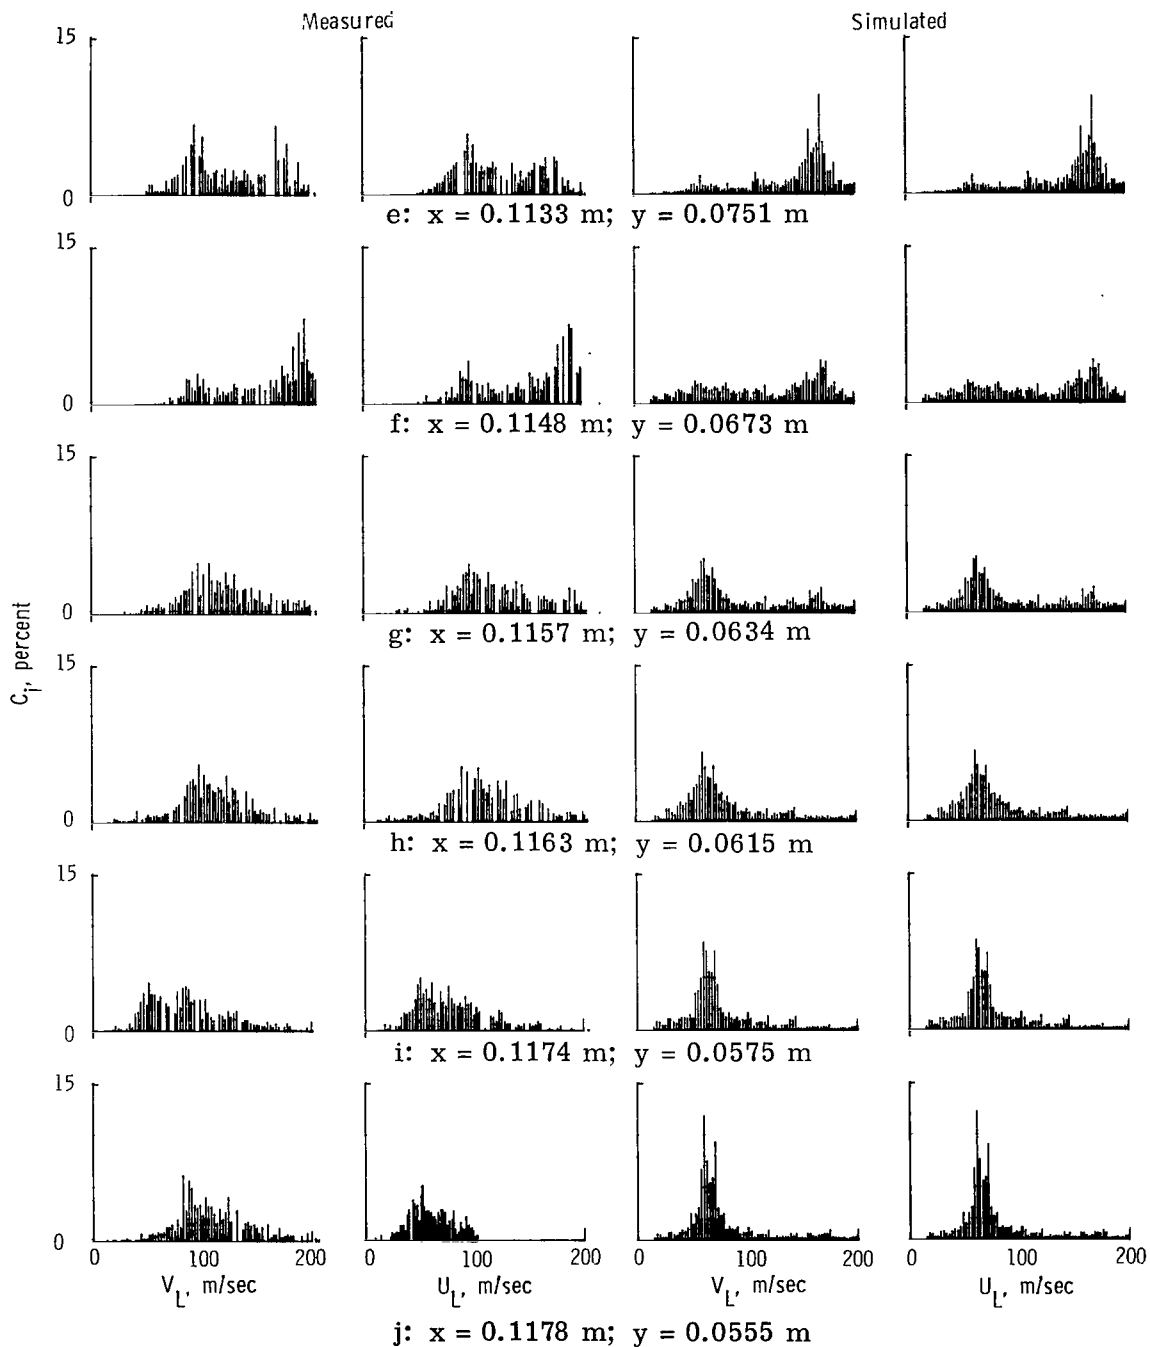 Measured Simulated
15
0
e: x = 0.1133 m; y = 0.0751 m
15
0
f: x = 0.1148 m; y = 0.0673 m
15
0
g: x = 0.1157 m; y = 0.0634 m
C_i, percent
15
0
h: x = 0.1163 m; y = 0.0615 m
15
0
i: x = 0.1174 m; y = 0.0575 m
15
0
0 100 200 0 200 0 100 200 0 100 200
V_L, m/sec U_L, m/sec V_L, m/sec U_L, m/sec
j: x = 0.1178 m; y = 0.0555 m